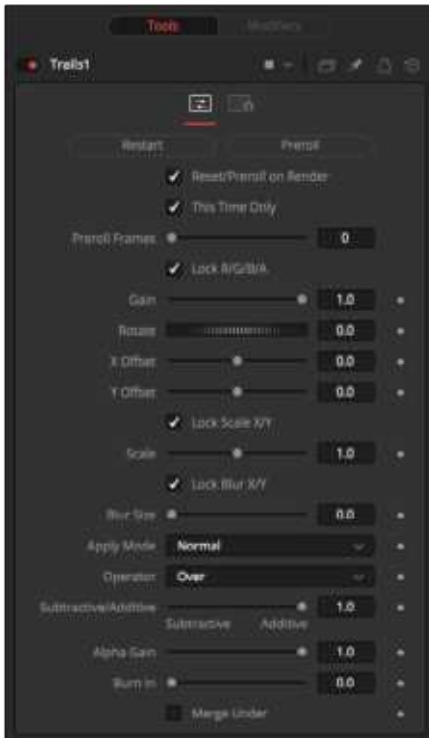 Tools Modifiers
Trails1
Restart Preroll
Reset/Preroll on Render
This Time Only
Preroll Frames 0
Lock R/G/B/A
Gain 1.0
Rotate 0.0
X Offset 0.0
Y Offset 0.0
Lock Scale X/Y
Scale 1.0
Lock Blur X/Y
Blur Size 0.0
Apply Mode Normal
Operator Over
Subtractive/Additive 1.0
Subtractive Additive
Alpha Gain 1.0
Burn In 0.0
Merge Under